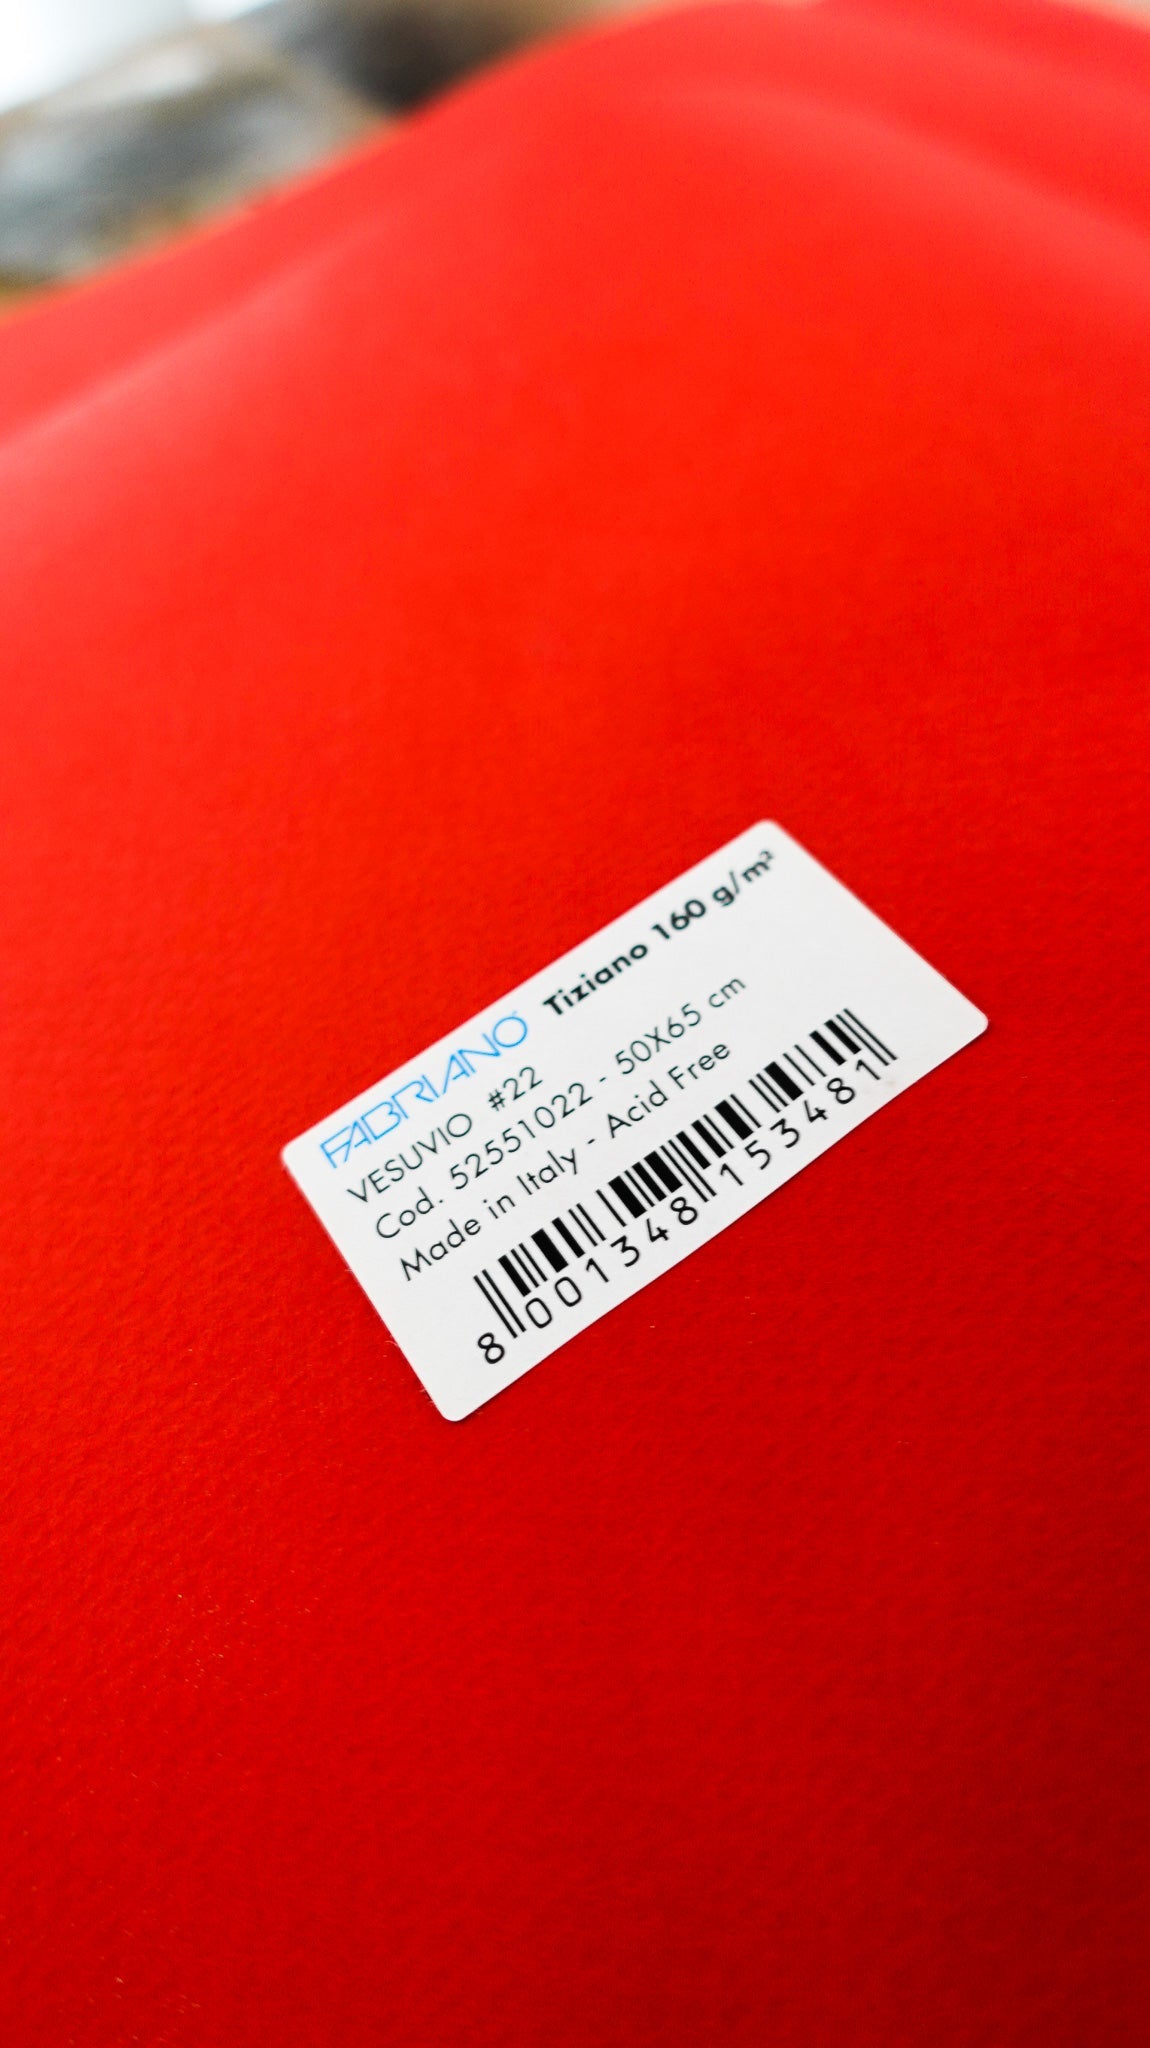 FABRIANO Tiziano 160 g/m²
VESUVIO #22
Cod. 52551022 - 50X65 cm
Made in Italy - Acid Free
8 001348 153481